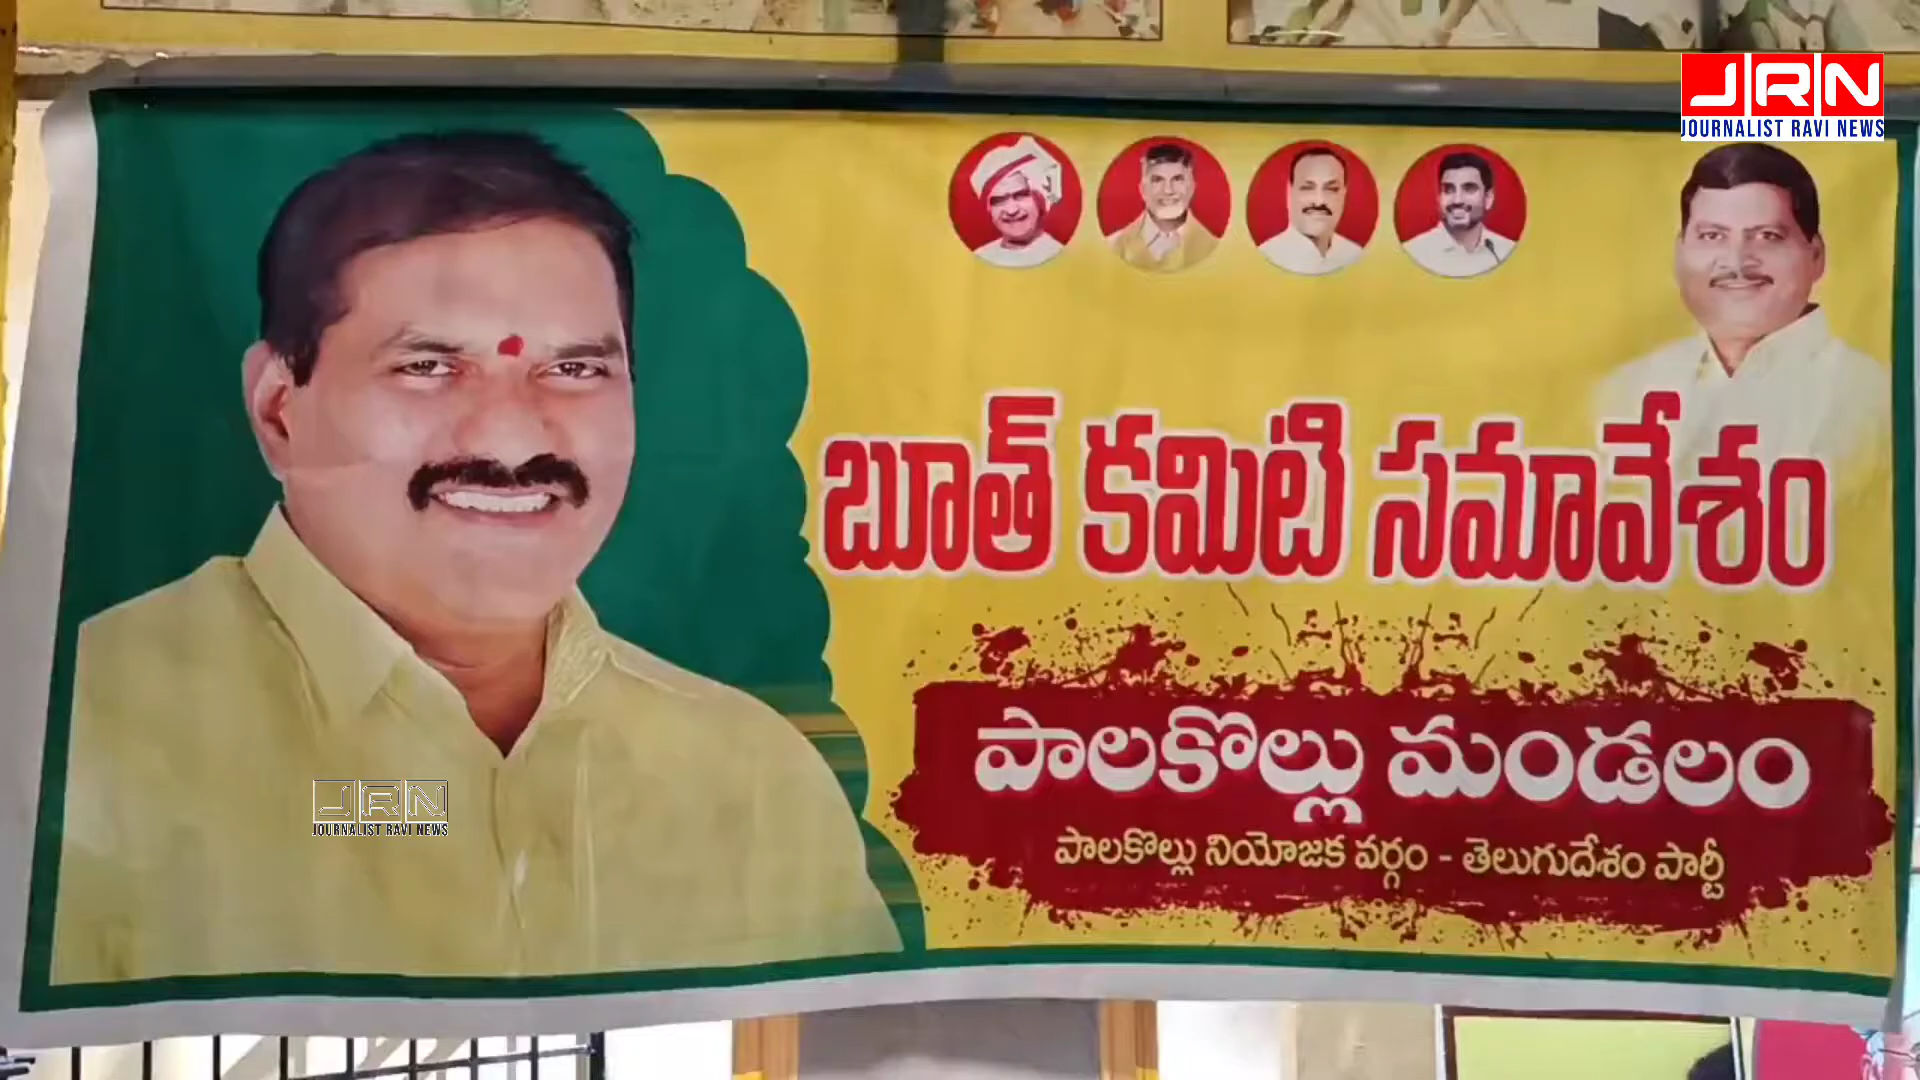 JRN
JOURNALIST RAVI NEWS
బూత్ కమిటి సమావేశం
పాలకొల్లు మండలం
పాలకొల్లు నియోజక వర్గం - తెలుగుదేశం పార్టీ
JRN
JOURNALIST RAVI NEWS